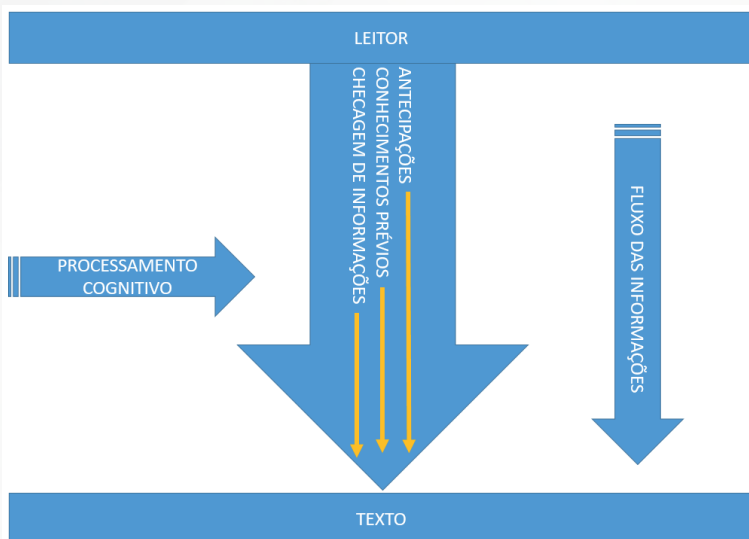 LEITOR
ANTECIPAÇÕES
CONHECIMENTOS PRÉVIOS
CHECAGEM DE INFORMAÇÕES
PROCESSAMENTO
COGNITIVO
FLUXO DAS INFORMAÇÕES
TEXTO